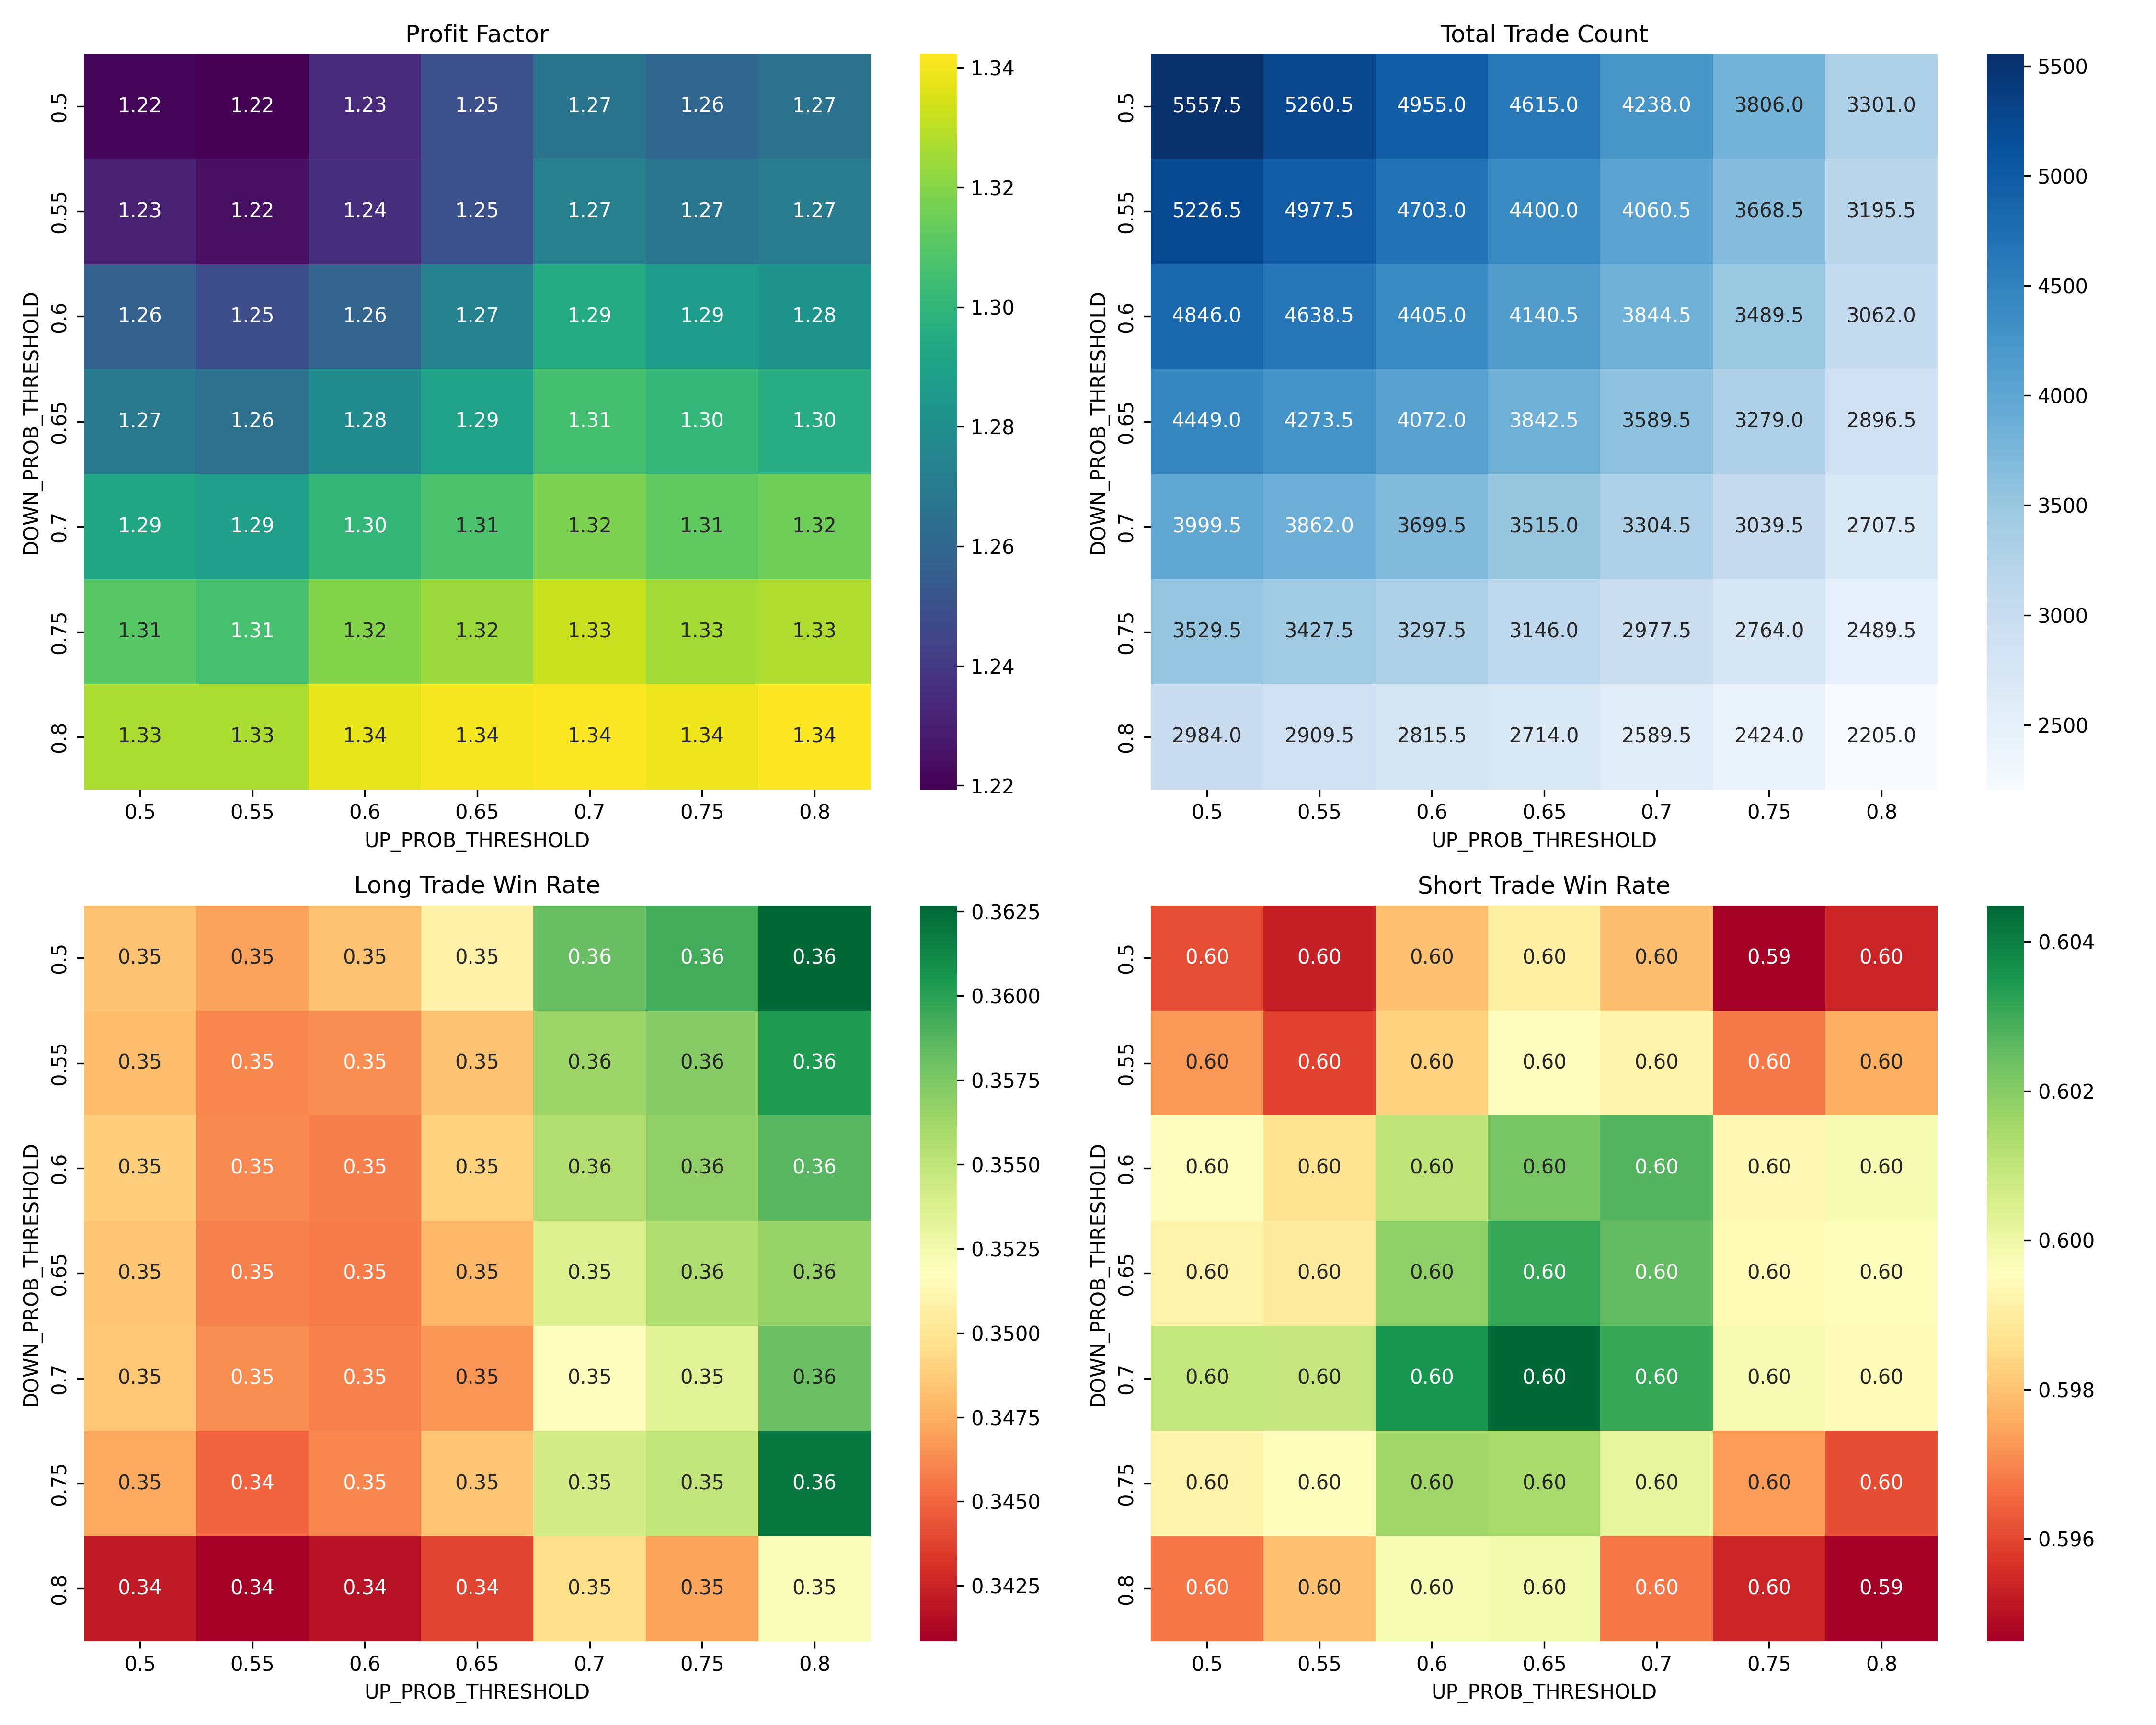 Profit Factor
0.5 1.22 1.22 1.23 1.25 1.27 1.26 1.27
0.55 1.23 1.22 1.24 1.25 1.27 1.27 1.27
0.6 1.26 1.25 1.26 1.27 1.29 1.29 1.28
0.65 1.27 1.26 1.28 1.29 1.31 1.30 1.30
0.7 1.29 1.29 1.30 1.31 1.32 1.31 1.32
0.75 1.31 1.31 1.32 1.32 1.33 1.33 1.33
0.8 1.33 1.33 1.34 1.34 1.34 1.34 1.34
DOWN_PROB_THRESHOLD
0.5 0.55 0.6 0.65 0.7 0.75 0.8
UP_PROB_THRESHOLD
1.34
1.32
1.30
1.28
1.26
1.24
1.22
Total Trade Count
0.5 5557.5 5260.5 4955.0 4615.0 4238.0 3806.0 3301.0
0.55 5226.5 4977.5 4703.0 4400.0 4060.5 3668.5 3195.5
0.6 4846.0 4638.5 4405.0 4140.5 3844.5 3489.5 3062.0
0.65 4449.0 4273.5 4072.0 3842.5 3589.5 3279.0 2896.5
0.7 3999.5 3862.0 3699.5 3515.0 3304.5 3039.5 2707.5
0.75 3529.5 3427.5 3297.5 3146.0 2977.5 2764.0 2489.5
0.8 2984.0 2909.5 2815.5 2714.0 2589.5 2424.0 2205.0
DOWN_PROB_THRESHOLD
0.5 0.55 0.6 0.65 0.7 0.75 0.8
UP_PROB_THRESHOLD
5500
5000
4500
4000
3500
3000
2500
Long Trade Win Rate
0.5 0.35 0.35 0.35 0.35 0.36 0.36 0.36
0.55 0.35 0.35 0.35 0.35 0.36 0.36 0.36
0.6 0.35 0.35 0.35 0.35 0.36 0.36 0.36
0.65 0.35 0.35 0.35 0.35 0.35 0.36 0.36
0.7 0.35 0.35 0.35 0.35 0.35 0.35 0.36
0.75 0.35 0.34 0.35 0.35 0.35 0.35 0.36
0.8 0.34 0.34 0.34 0.34 0.35 0.35 0.35
DOWN_PROB_THRESHOLD
0.5 0.55 0.6 0.65 0.7 0.75 0.8
UP_PROB_THRESHOLD
0.3625
0.3600
0.3575
0.3550
0.3525
0.3500
0.3475
0.3450
0.3425
Short Trade Win Rate
0.5 0.60 0.60 0.60 0.60 0.60 0.59 0.60
0.55 0.60 0.60 0.60 0.60 0.60 0.60 0.60
0.6 0.60 0.60 0.60 0.60 0.60 0.60 0.60
0.65 0.60 0.60 0.60 0.60 0.60 0.60 0.60
0.7 0.60 0.60 0.60 0.60 0.60 0.60 0.60
0.75 0.60 0.60 0.60 0.60 0.60 0.60 0.60
0.8 0.60 0.60 0.60 0.60 0.60 0.60 0.59
DOWN_PROB_THRESHOLD
0.5 0.55 0.6 0.65 0.7 0.75 0.8
UP_PROB_THRESHOLD
0.604
0.602
0.600
0.598
0.596